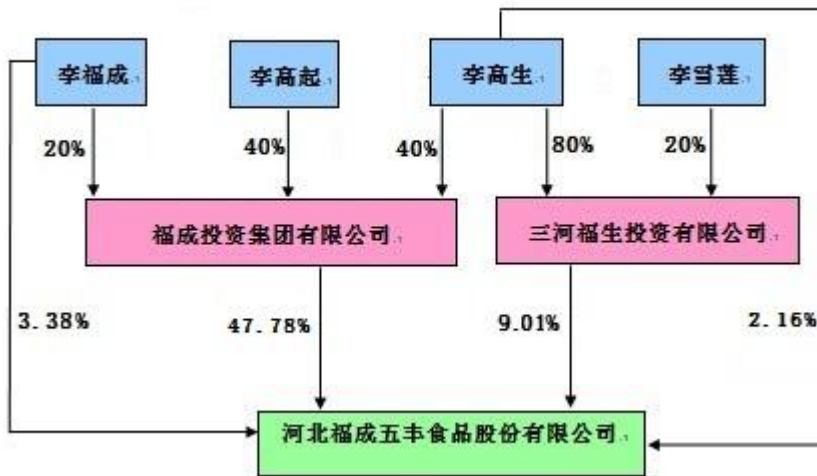 李福成
李高起
李高生
李雪莲
20%
40%
40%
80%
20%
福成投资集团有限公司
三河福生投资有限公司
3.38%
47.78%
9.01%
2.16%
河北福成五丰食品股份有限公司